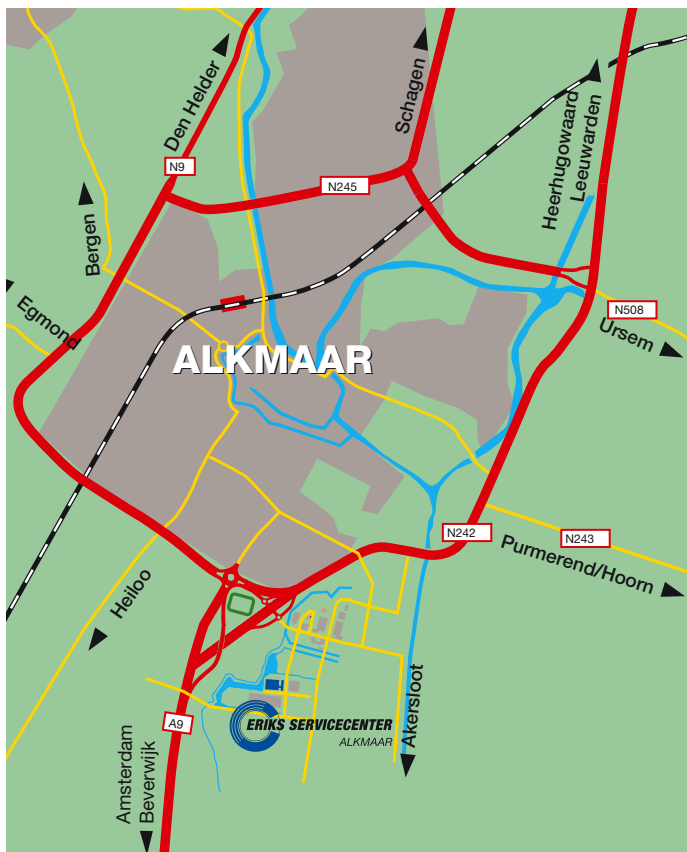 Den Helder
Schagen
Heerhugowaard
Leeuwarden
N9
N245
Bergen
Egmond
N508
Ursem
ALKMAAR
N242
N243
Purmerend/Hoorn
Heiloo
Akersloot
A9
ERIKS SERVICECENTER
ALKMAAR
Amsterdam
Beverwijk